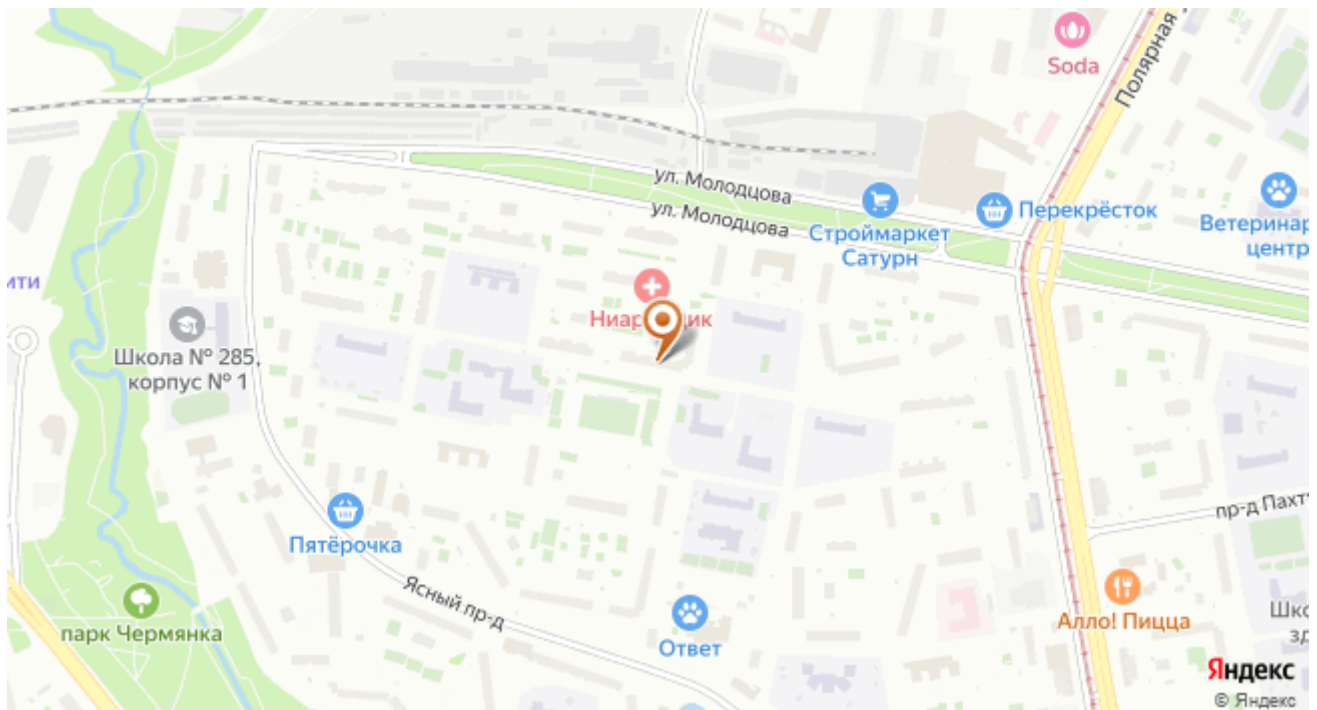 Soda
Полярная
ул. Молодцова
ул. Молодцова
Перекрёсток
Строймаркет
Сатурн
Ветеринар
центр
ити
Школа № 285,
корпус № 1
Пятёрочка
Ясный пр-д
парк Чермянка
Ответ
Алло! Пицца
пр-д Пахт
Шко
зд
Яндекс
© Яндекс